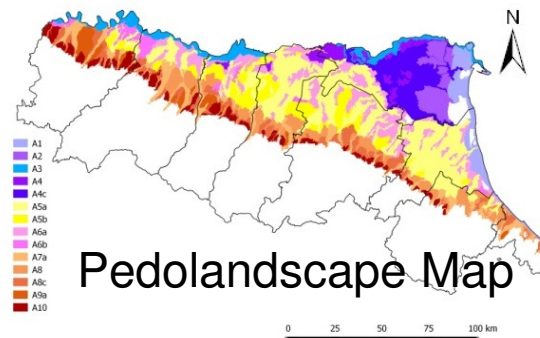 N
A1
A2
A3
A4
A4c
A5a
A5b
A6a
A6b
A7a
A8
A8c
A9a
A10
Pedolandscape Map
0 25 50 75 100 km